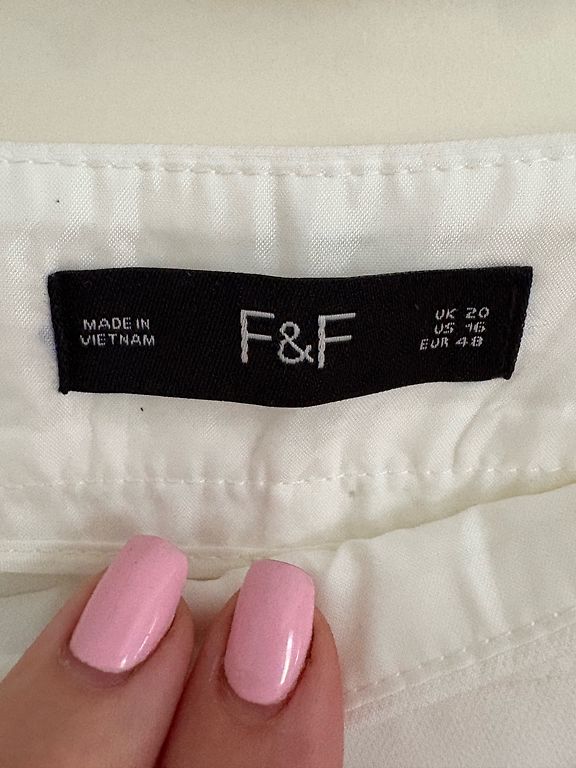 MADE IN
VIETNAM
F&F
UK 20
US 16
EUR 48